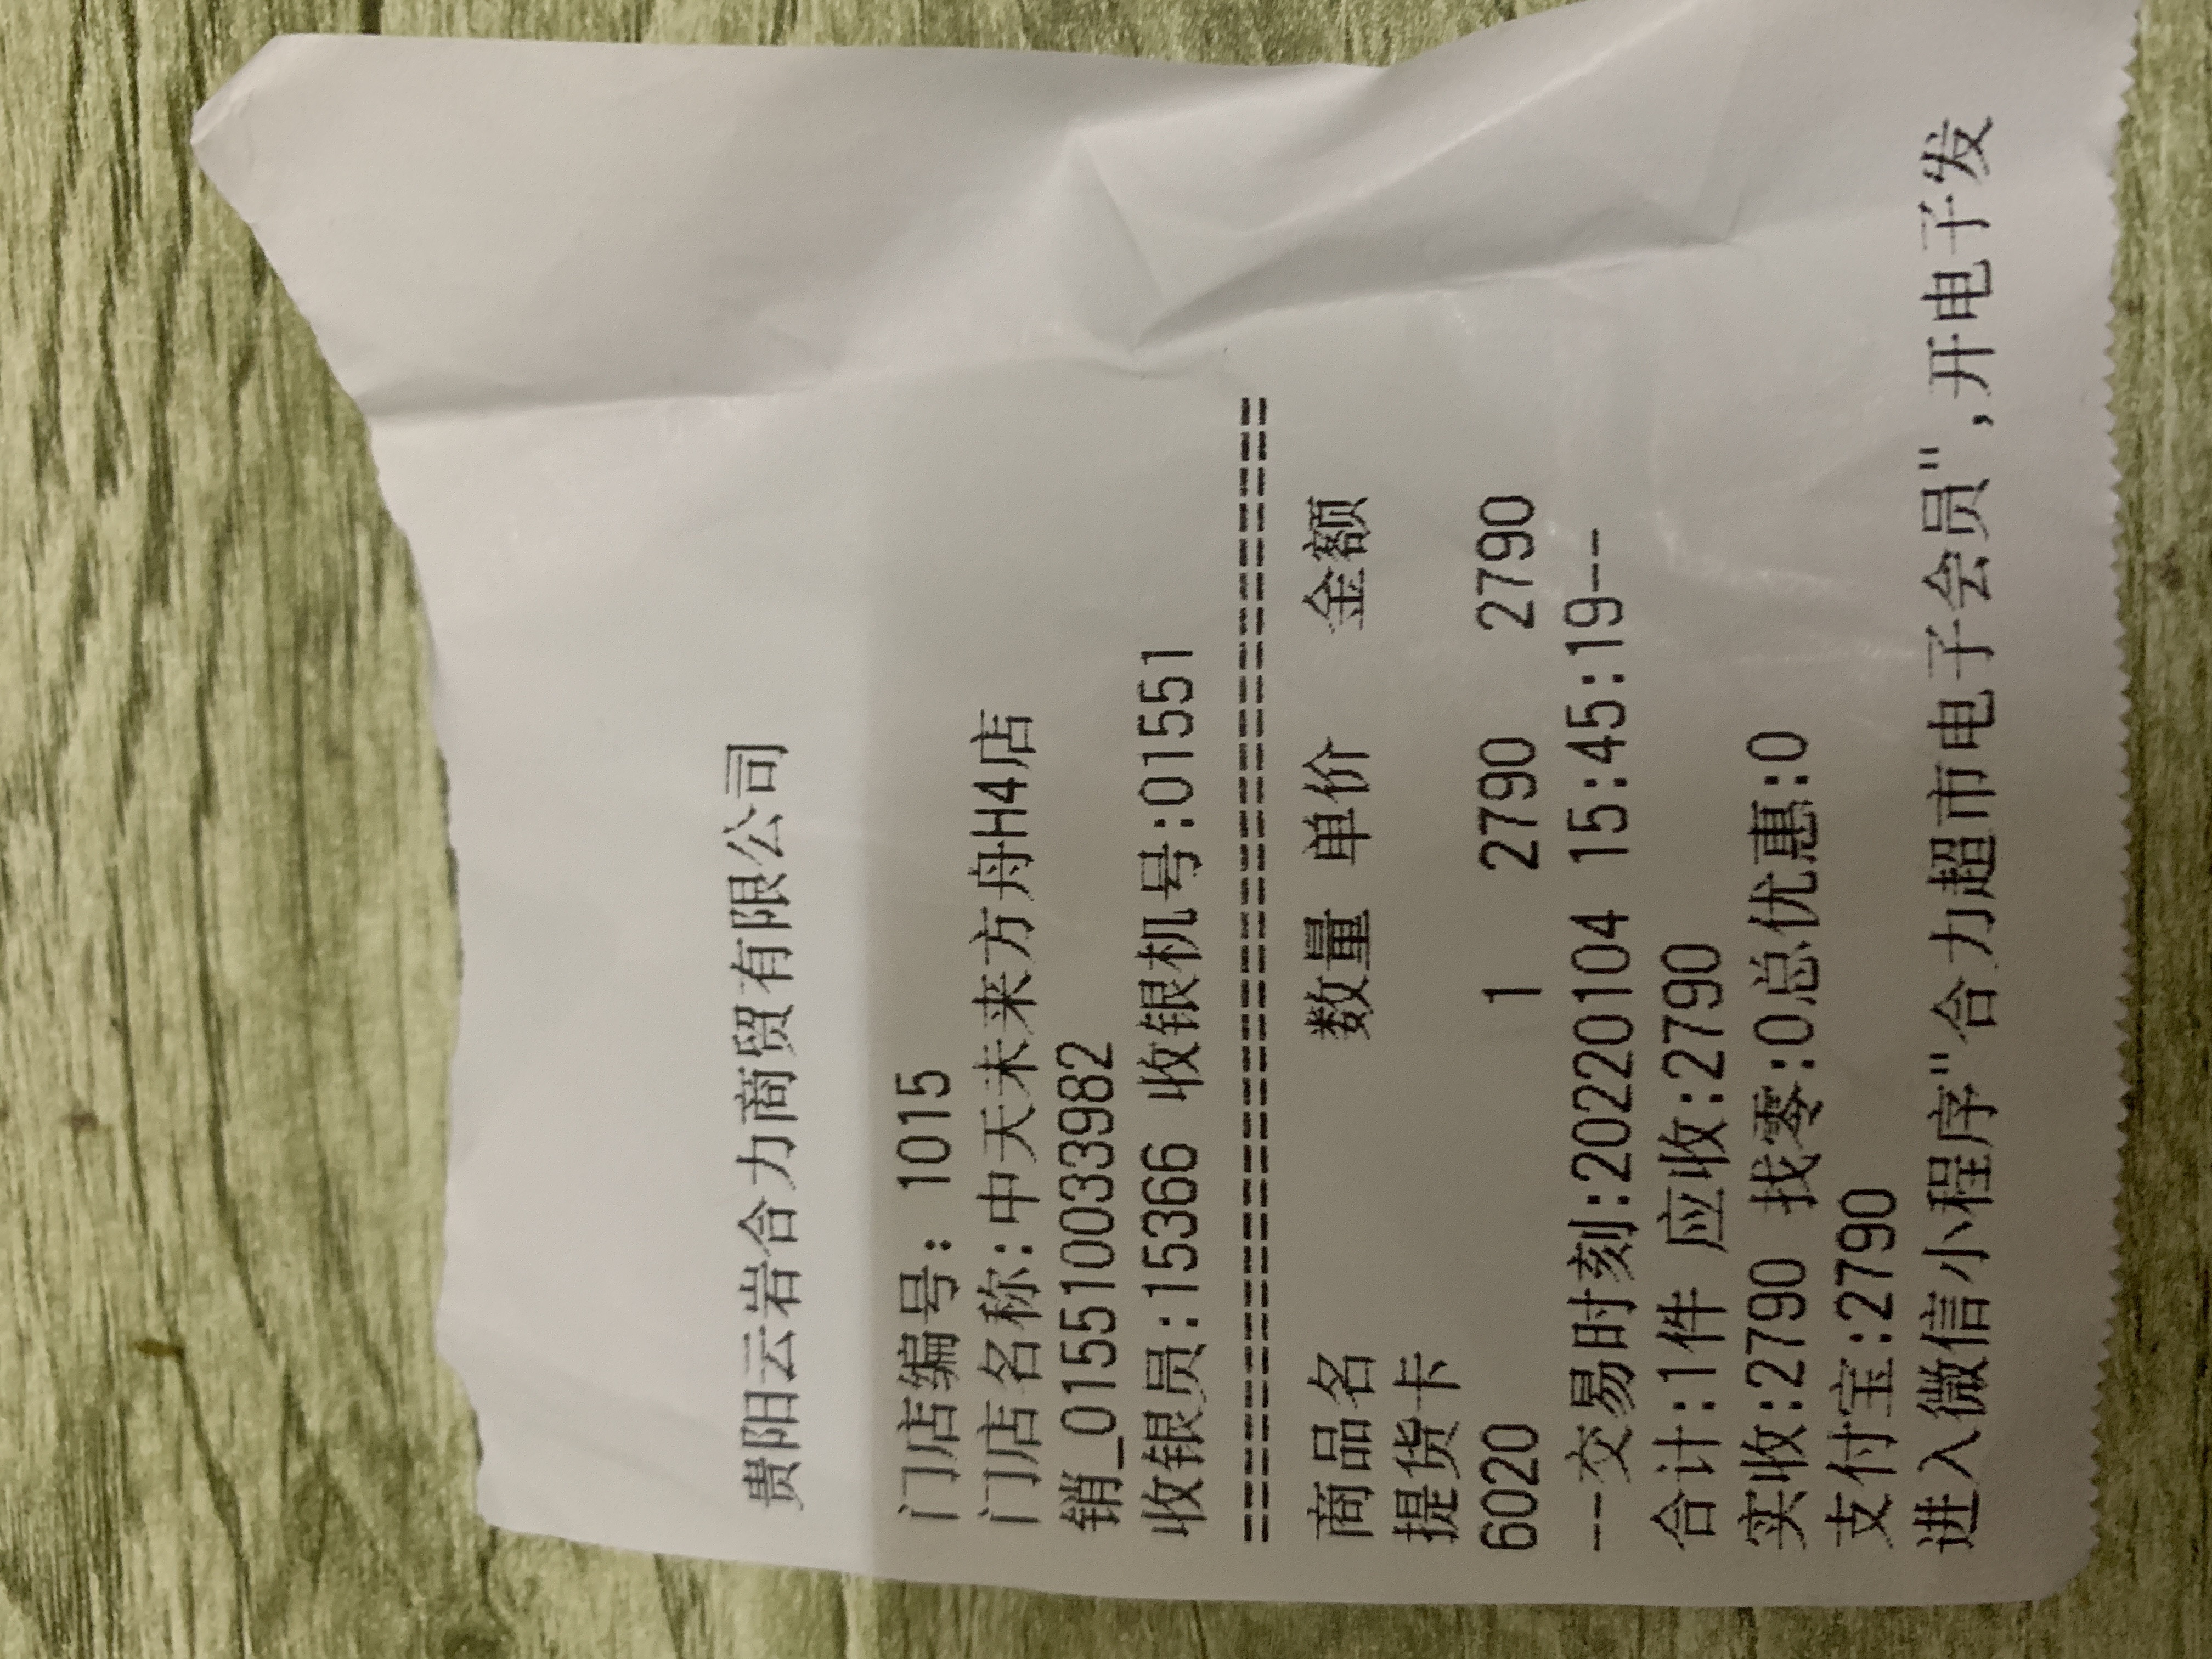 贵阳云岩合力商贸有限公司
门店编号: 1015
门店名称:中天未来方舟H4店
销_015510033982
收银员:15366 收银机号:01551
==========================================
商品名 数量 单价 金额
提货卡
6020 1 2790 2790
--交易时刻:20220104 15:45:19--
合计:1件 应收:2790
实收:2790 找零:0总优惠:0
支付宝:2790
进入微信小程序"合力超市电子会员",开电子发